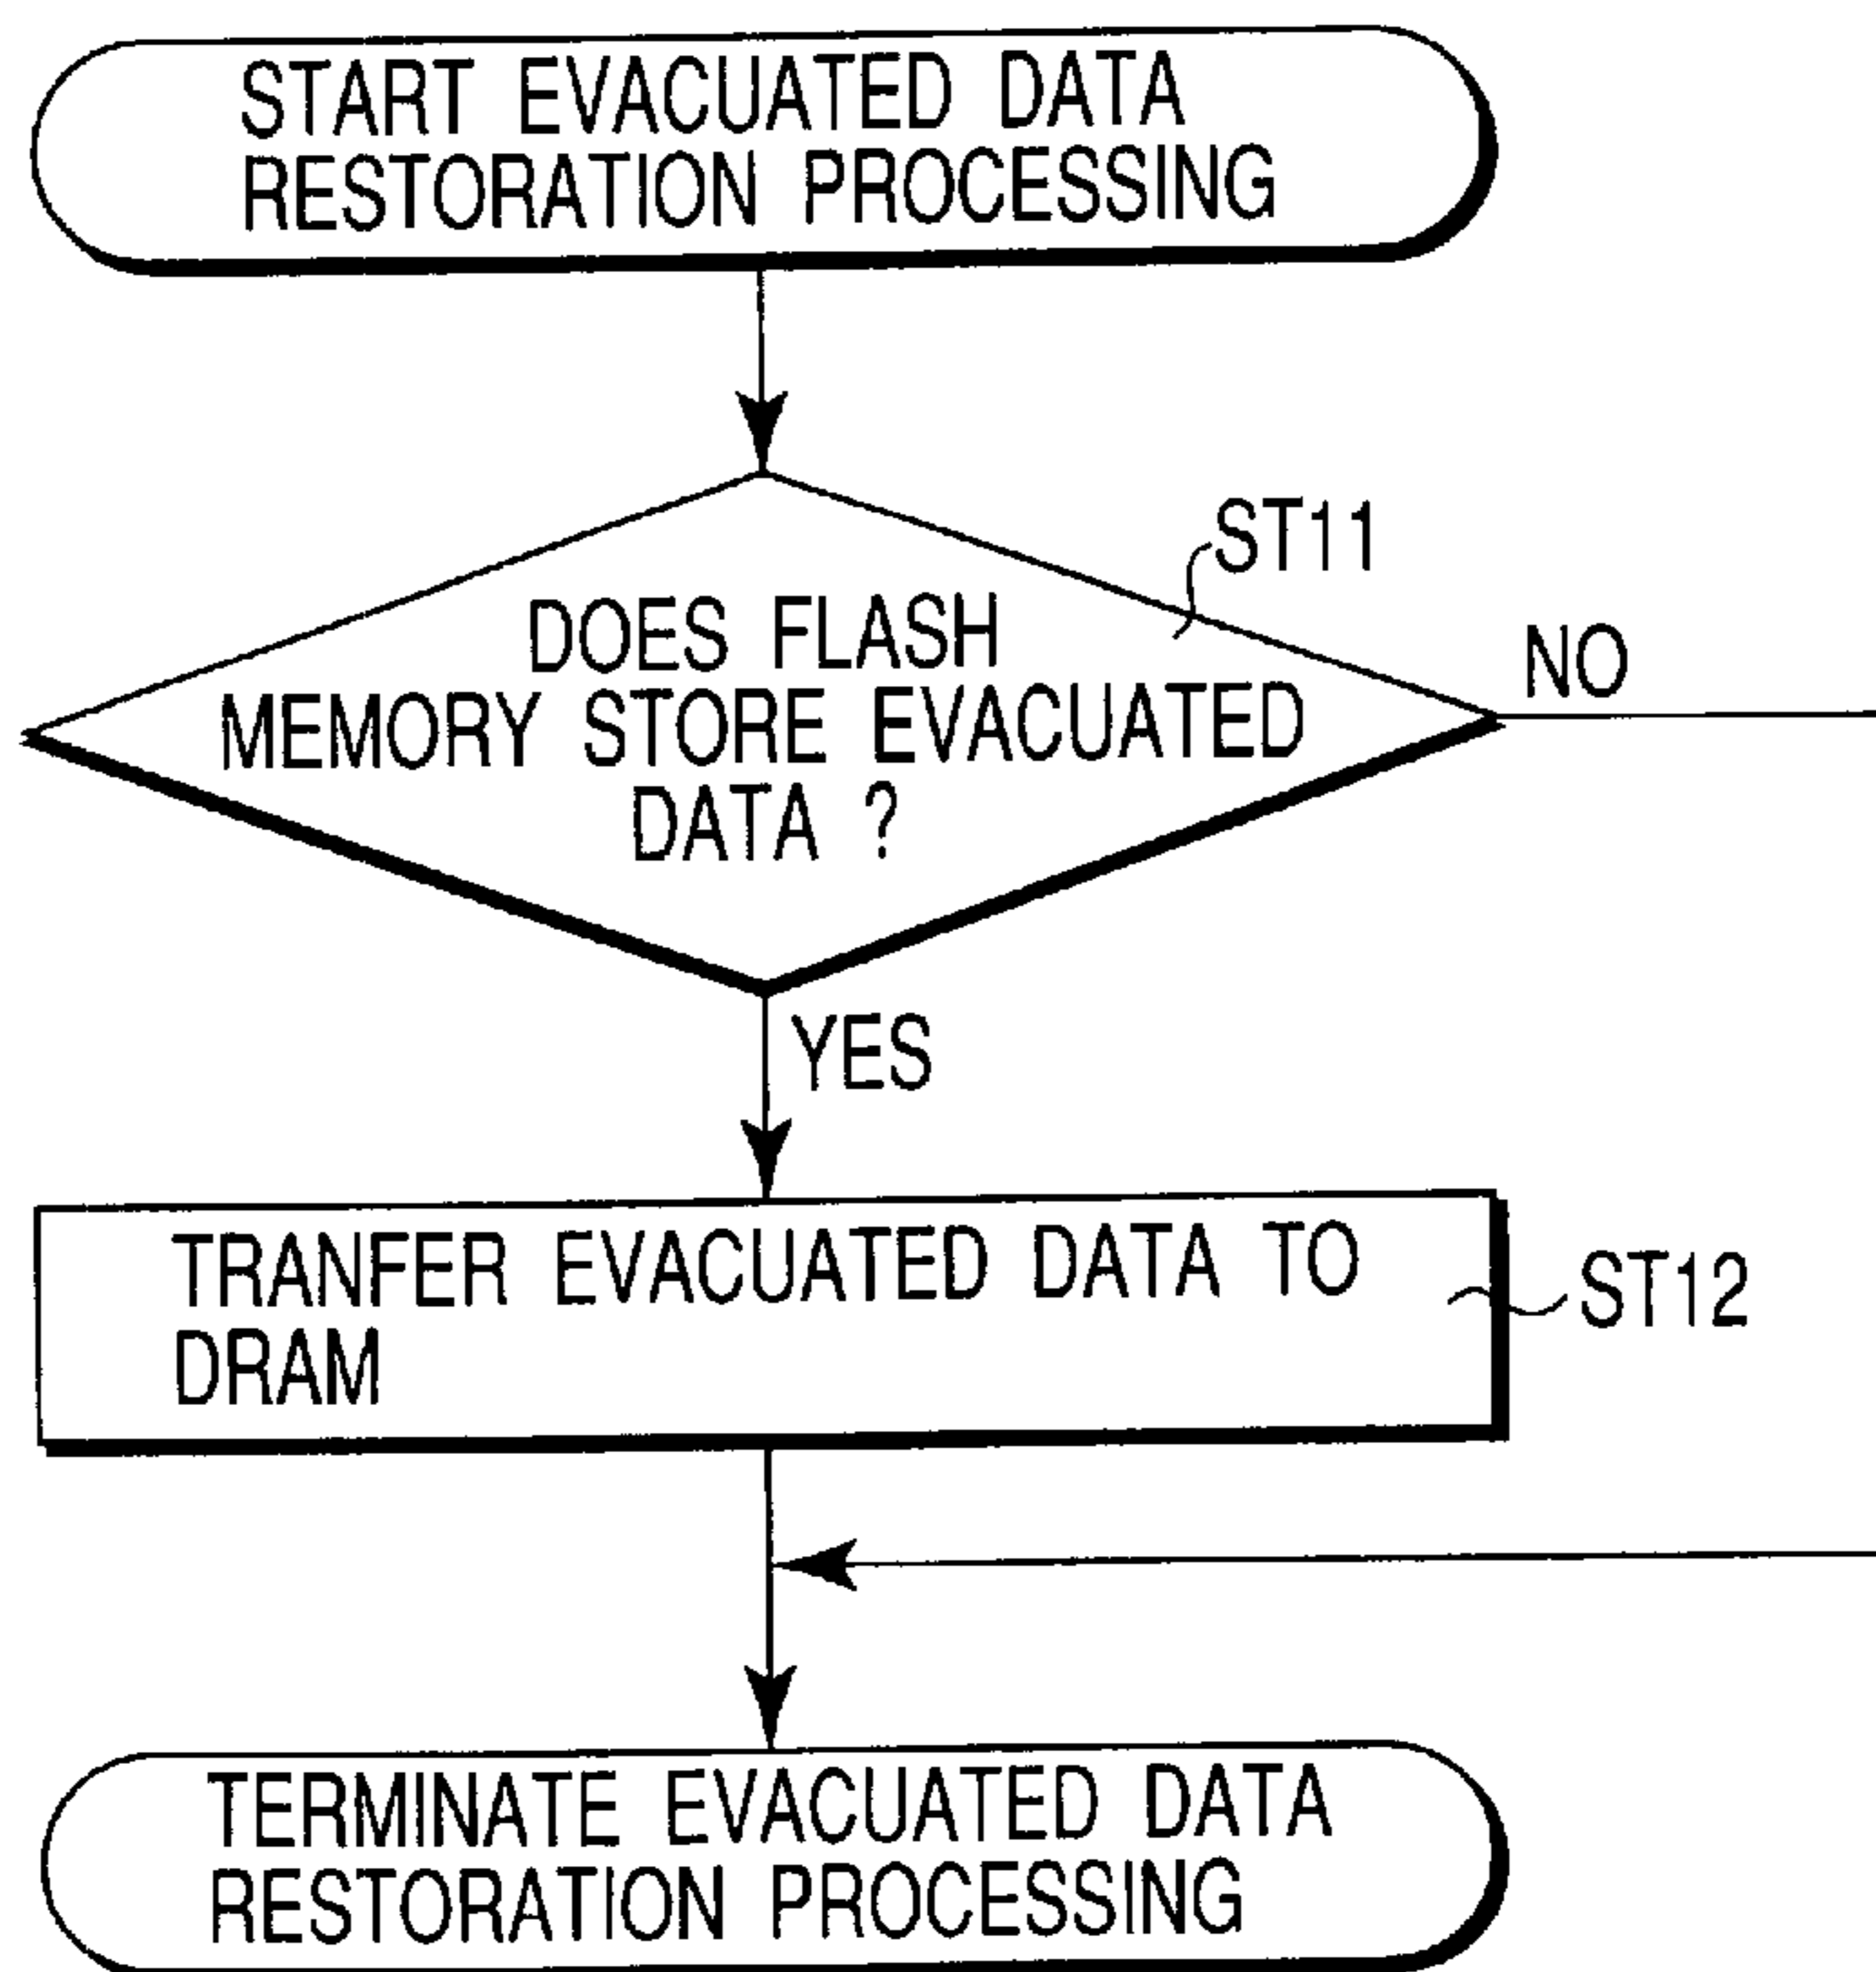 START EVACUATED DATA
RESTORATION PROCESSING
ST11
DOES FLASH
MEMORY STORE EVACUATED
DATA ?
NO
YES
TRANFER EVACUATED DATA TO
DRAM
ST12
TERMINATE EVACUATED DATA
RESTORATION PROCESSING